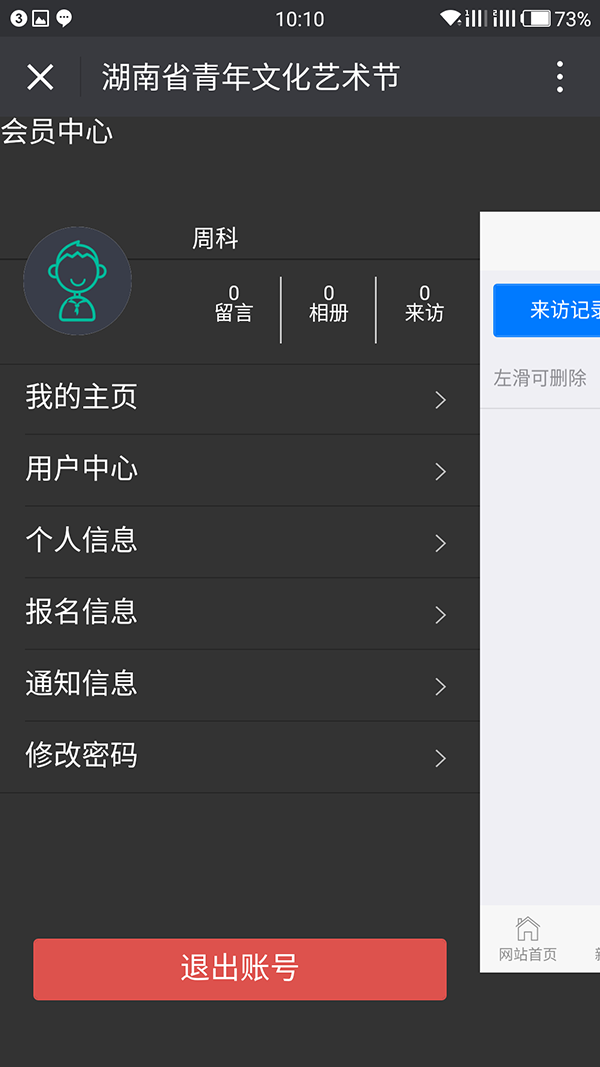 3
10:10
1
2
73%
湖南省青年文化艺术节
会员中心
周科
0
留言
0
相册
0
来访
来访记录
左滑可删除
我的主页
用户中心
个人信息
报名信息
通知信息
修改密码
网站首页
退出账号